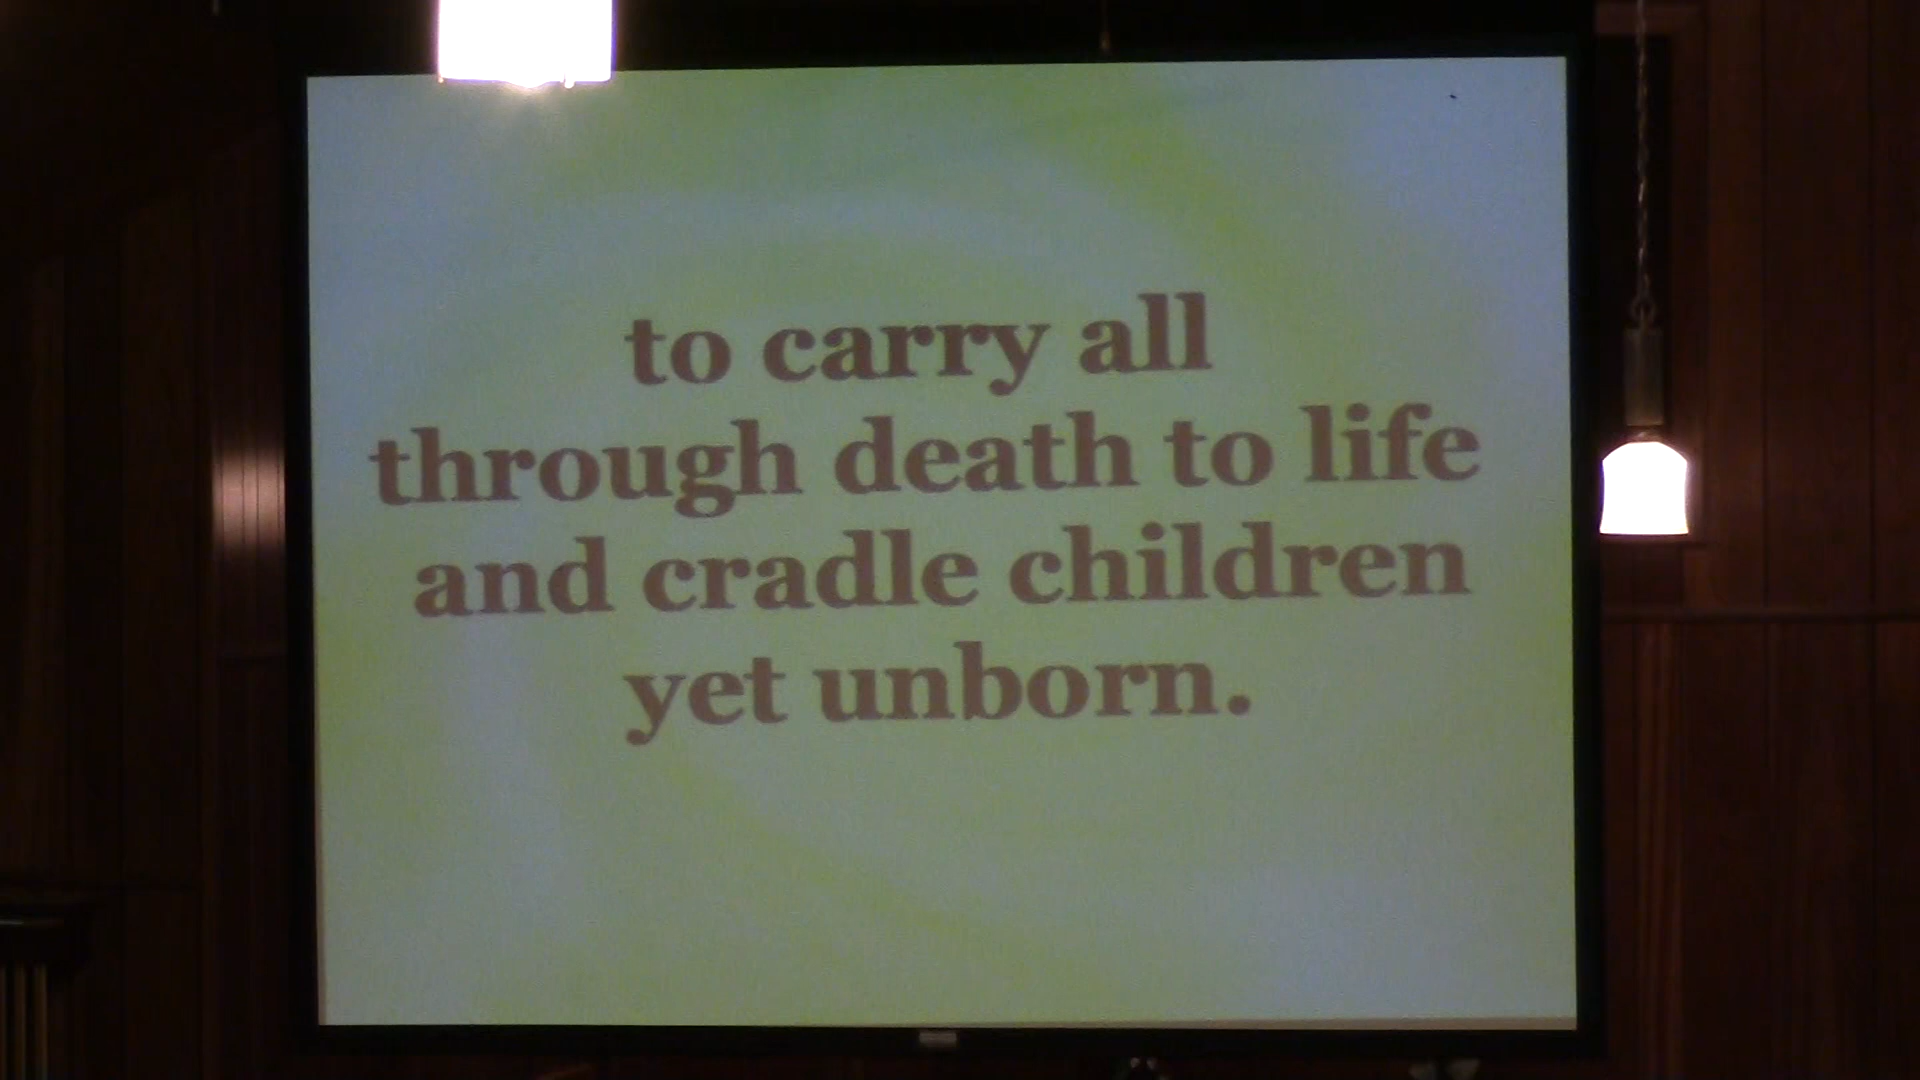 to carry all
through death to life
and cradle children
yet unborn.